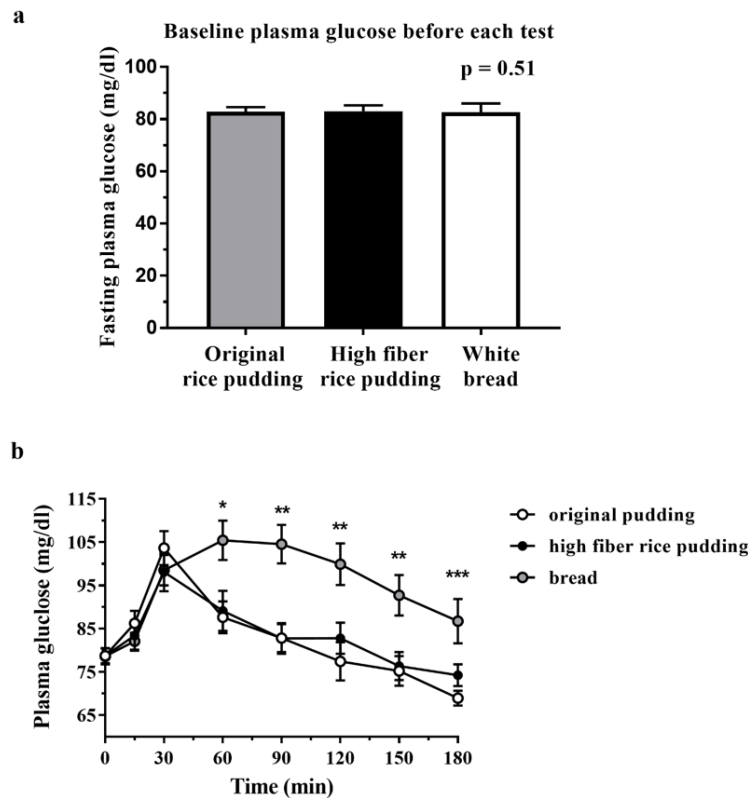 a
Baseline plasma glucose before each test
p = 0.51
Fasting plasma glucose (mg/dl)
100
80
60
40
20
0
Original
rice pudding
High fiber
rice pudding
White
bread
b
Plasma gluclose (mg/dl)
115
105
95
85
75
65
*
**
**
**
***
original pudding
high fiber rice pudding
bread
0 30 60 90 120 150 180
Time (min)